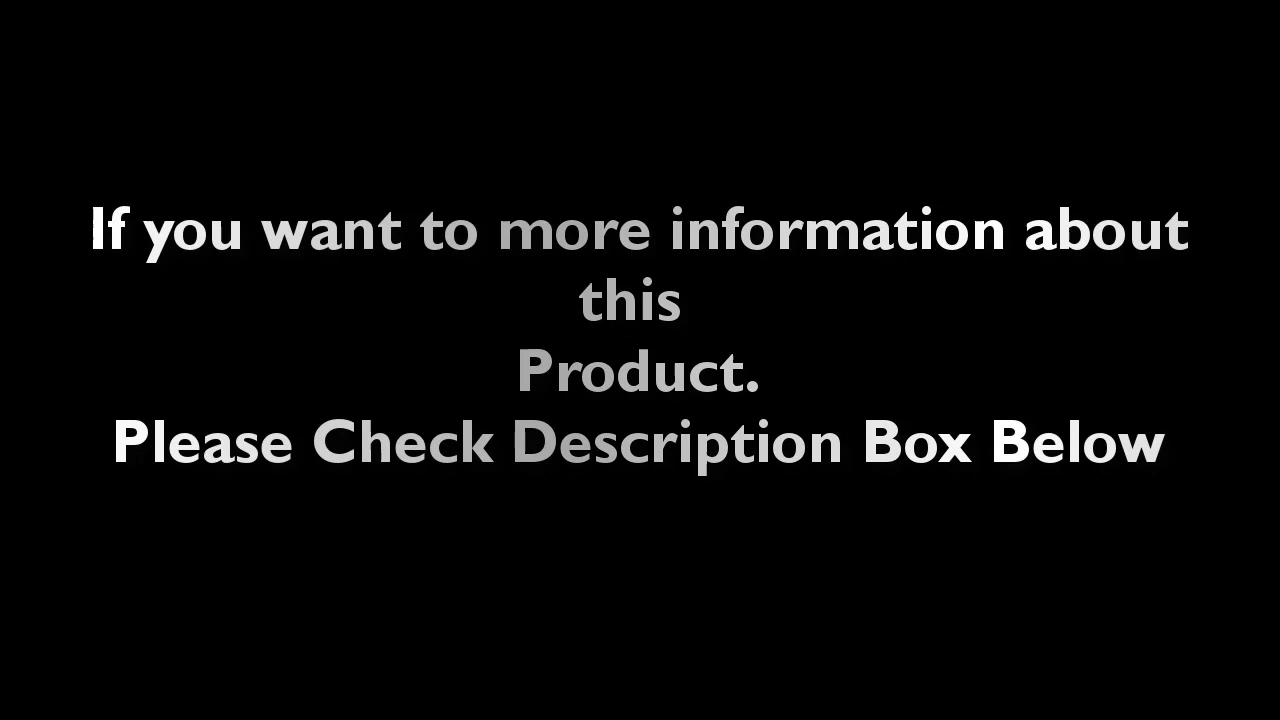 If you want to more information about
this
Product.
Please Check Description Box Below